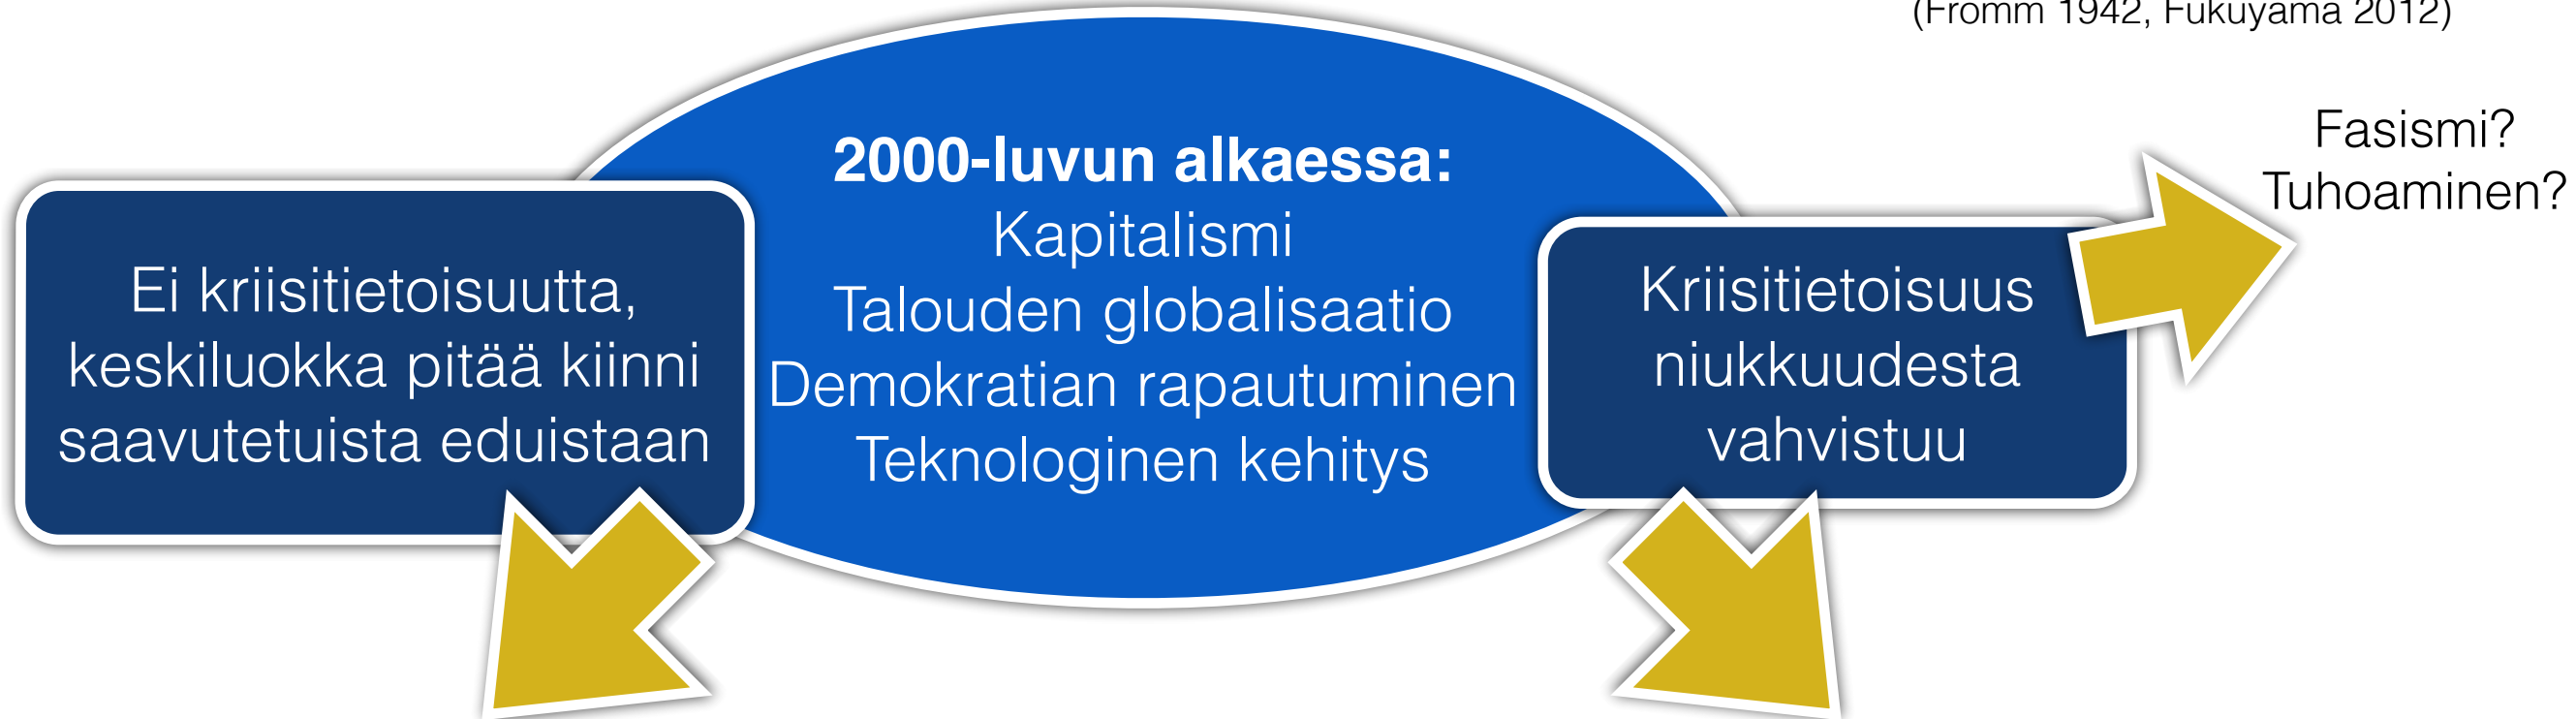 (Fromm 1942, Fukuyama 2012)
Fasismi?
Tuhoaminen?
2000-luvun alkaessa:
Kapitalismi
Talouden globalisaatio
Demokratian rapautuminen
Teknologinen kehitys
Ei kriisitietoisuutta,
keskiluokka pitää kiinni
saavutetuista eduistaan
Kriisitietoisuus
niukkuudesta
vahvistuu